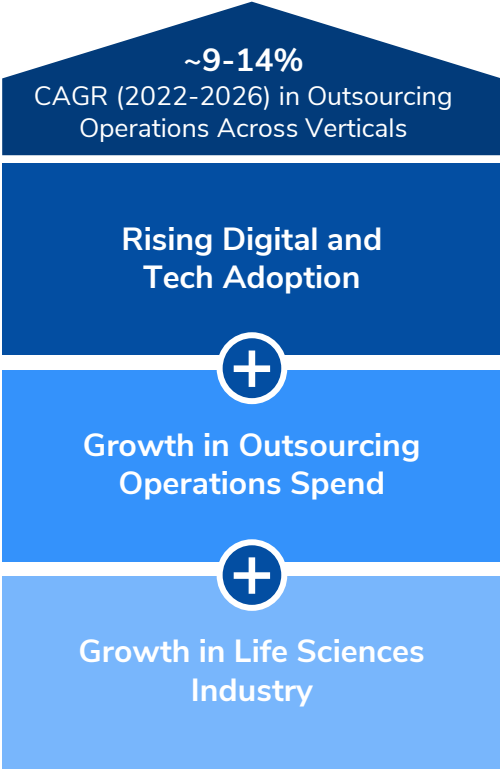 ~9-14%
CAGR (2022-2026) in Outsourcing
Operations Across Verticals
Rising Digital and
Tech Adoption
+
Growth in Outsourcing
Operations Spend
+
Growth in Life Sciences
Industry